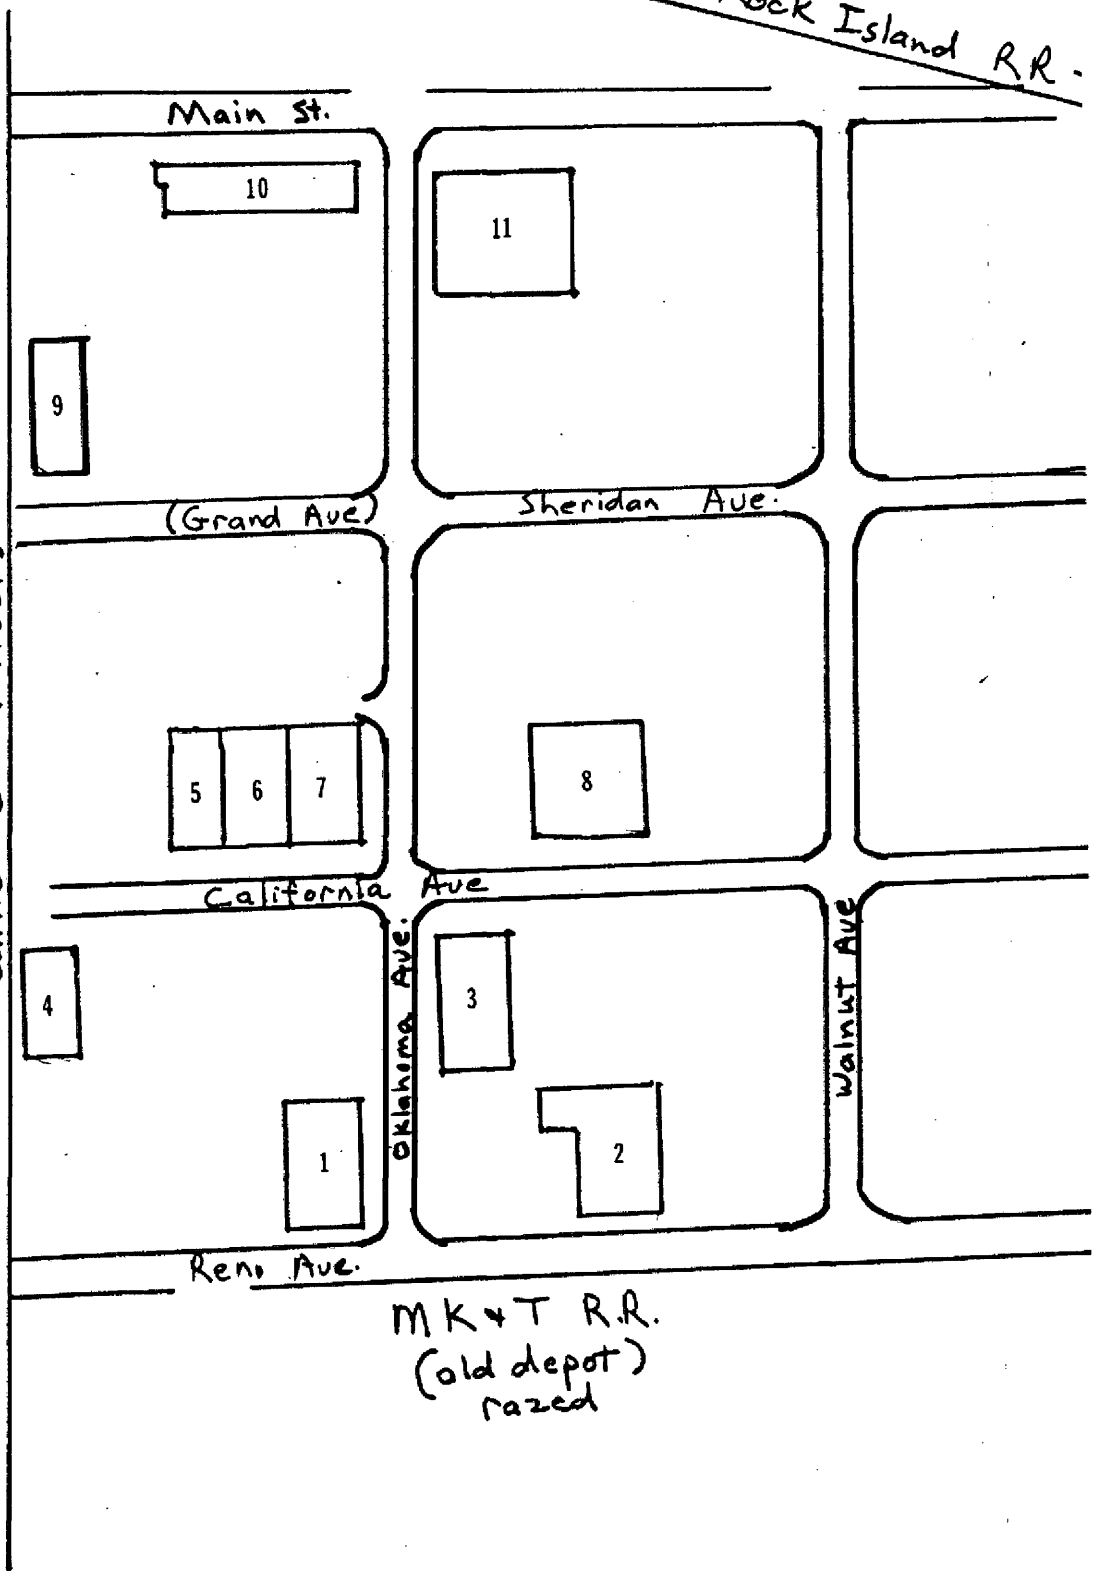 Rock Island RR.
Main St.
10
11
9
(Grand Ave)
Sheridan Ave.
5
6
7
8
California Ave
Oklahoma Ave.
Walnut Ave
4
3
1
2
Reno Ave.
MK&T R.R.
(old depot)
razed